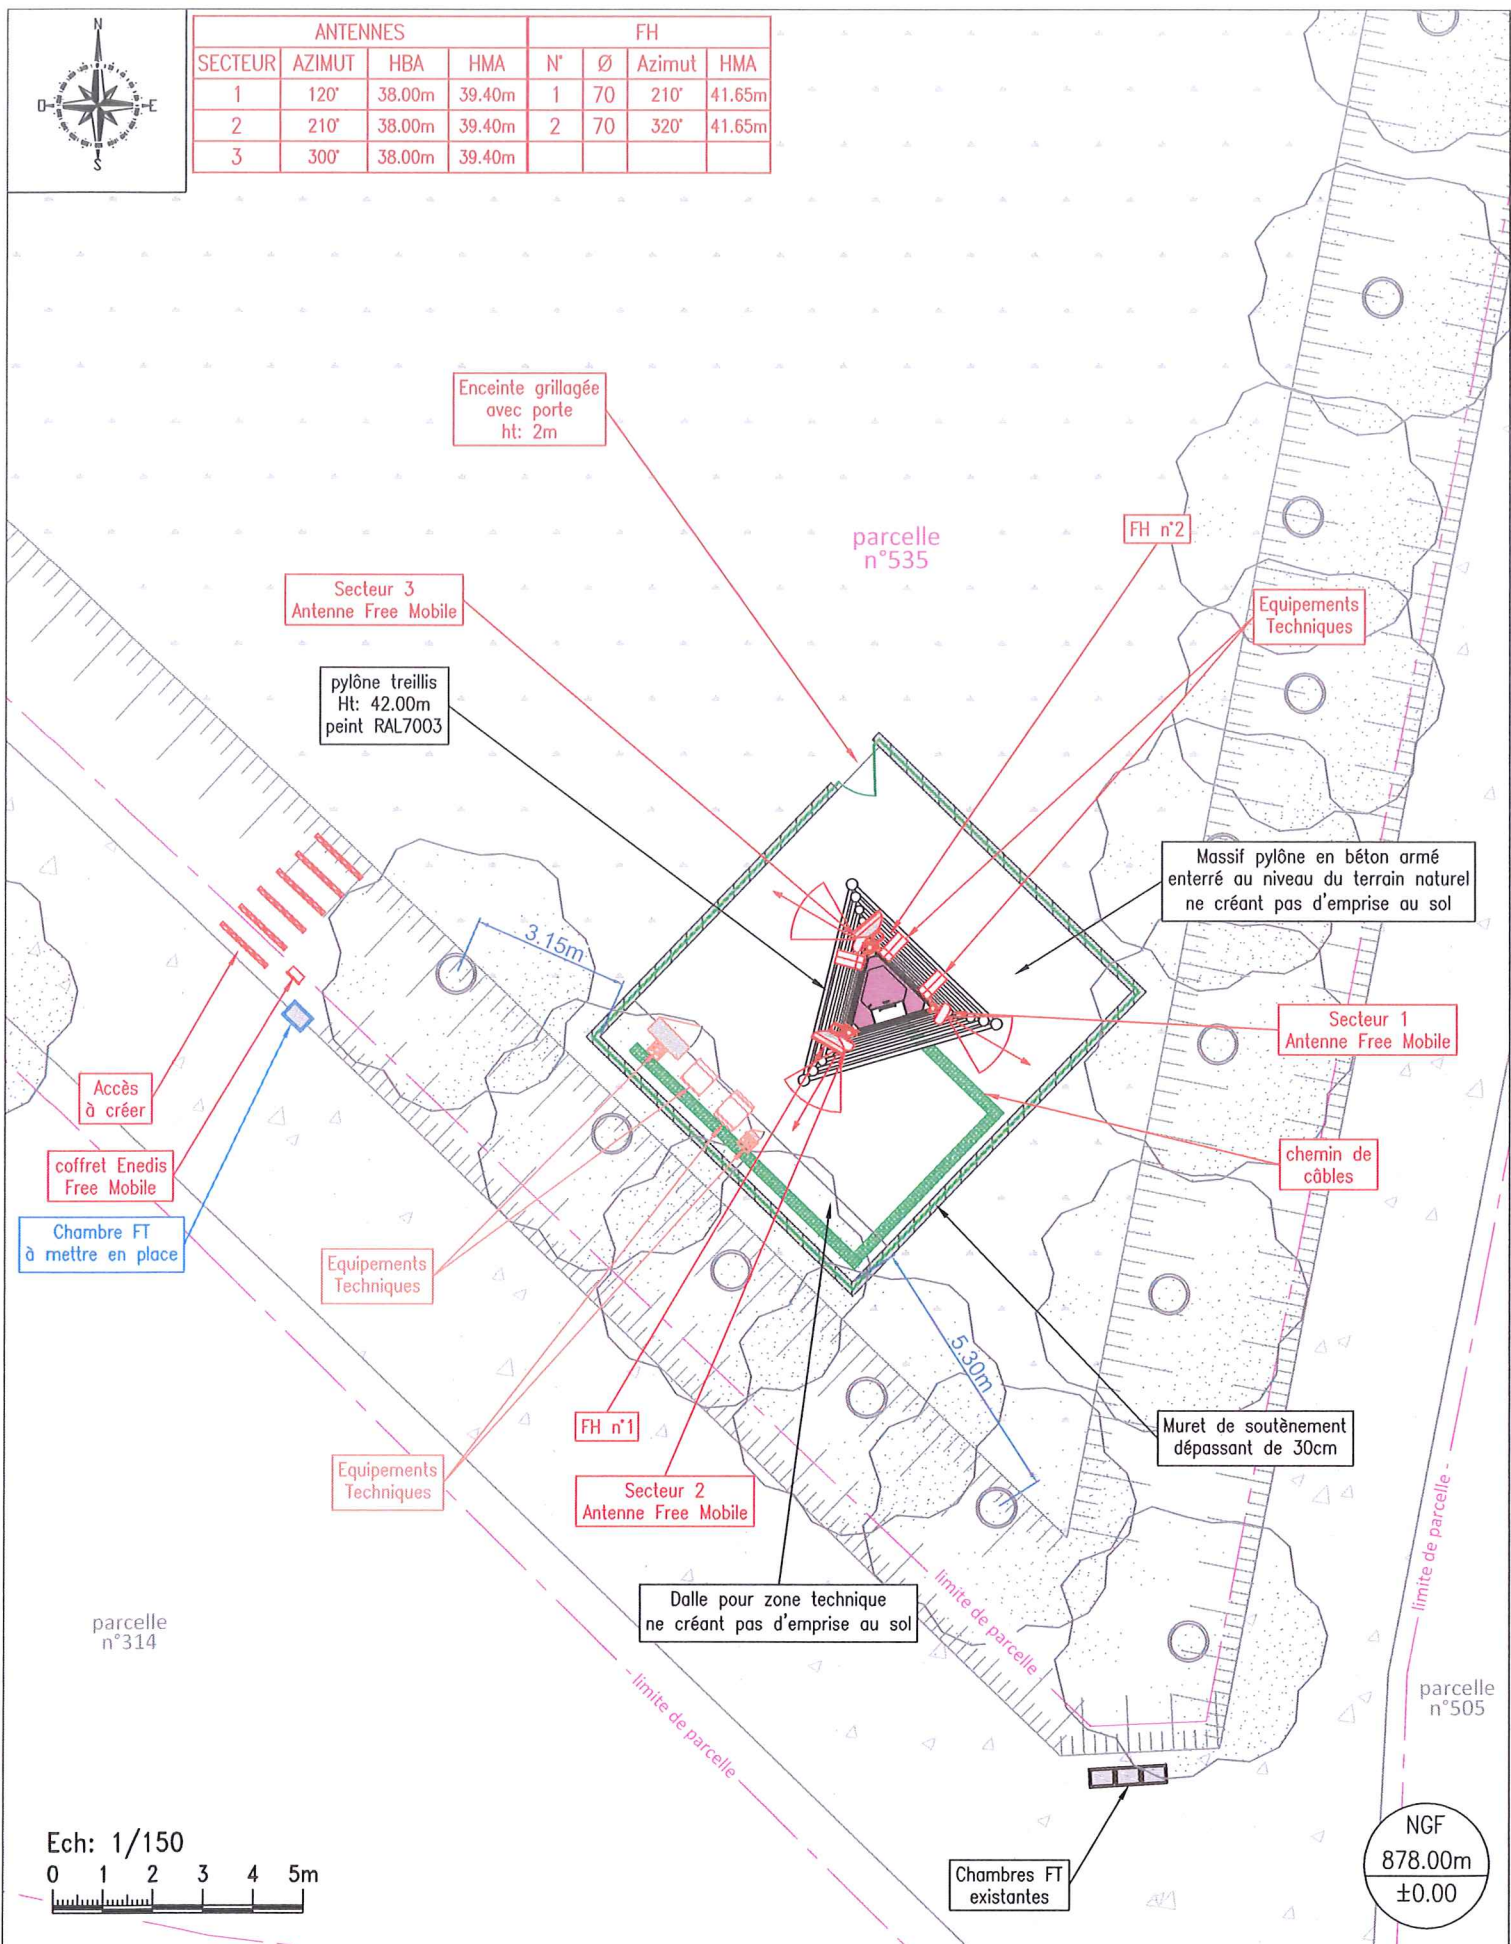 N
O
E
S
ANTENNES FH
SECTEUR AZIMUT HBA HMA N° Ø Azimut HMA
1 120° 38.00m 39.40m 1 70 210° 41.65m
2 210° 38.00m 39.40m 2 70 320° 41.65m
3 300° 38.00m 39.40m
Enceinte grillagée
avec porte
ht: 2m
parcelle
n°535
FH n°2
Secteur 3
Antenne Free Mobile
Equipements
Techniques
pylône treillis
Ht: 42.00m
peint RAL7003
Massif pylône en béton armé
enterré au niveau du terrain naturel
ne créant pas d'emprise au sol
3.15m
Secteur 1
Antenne Free Mobile
Accès
à créer
coffret Enedis
Free Mobile
chemin de
câbles
Chambre FT
à mettre en place
Equipements
Techniques
5.30m
FH n°1
Muret de soutènement
dépassant de 30cm
Equipements
Techniques
Secteur 2
Antenne Free Mobile
limite de parcelle
Dalle pour zone technique
ne créant pas d'emprise au sol
limite de parcelle
parcelle
n°314
limite de parcelle
parcelle
n°505
Ech: 1/150
0 1 2 3 4 5m
Chambres FT
existantes
NGF
878.00m
±0.00